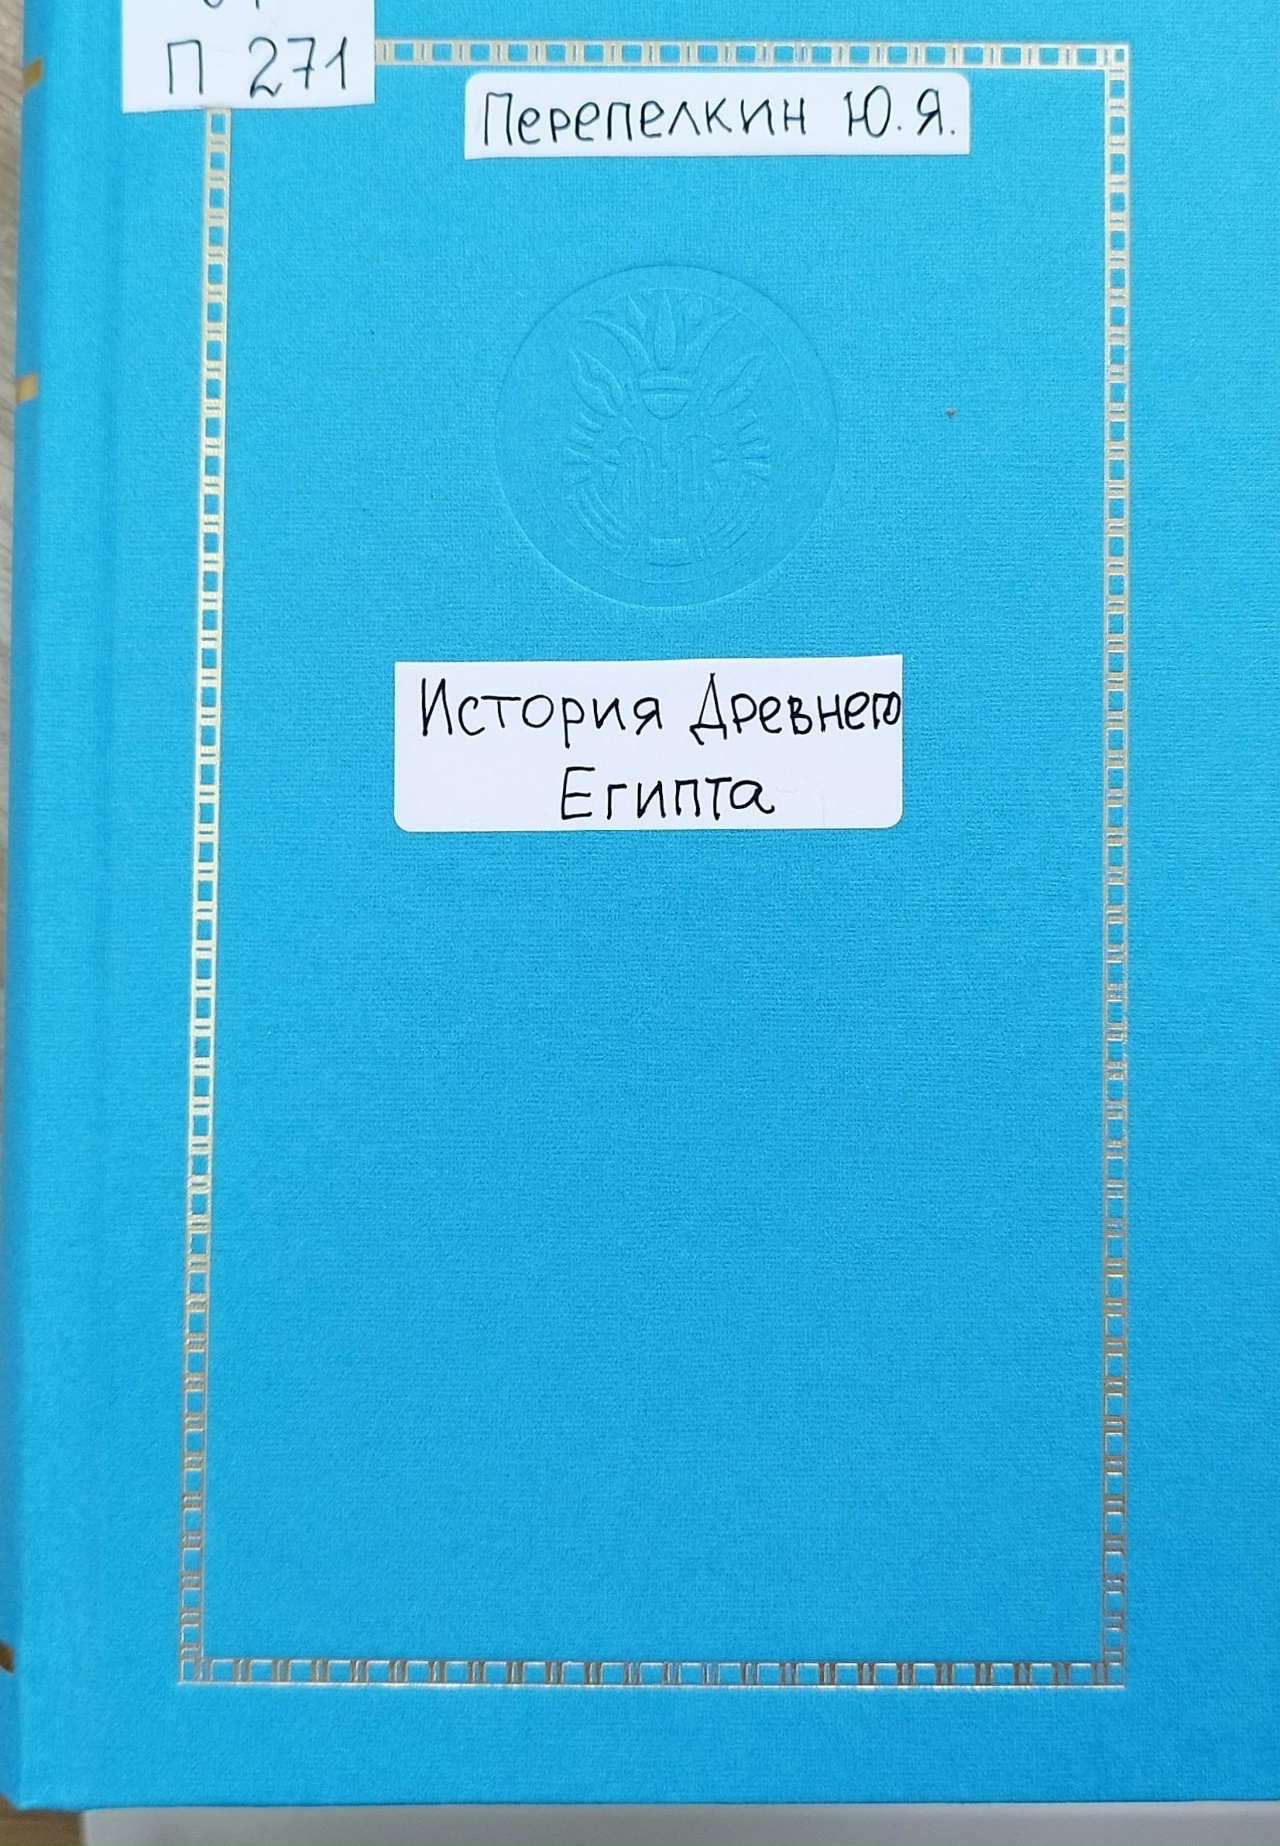 П 271
Перепелкин Ю.Я.
История Древнего
Египта